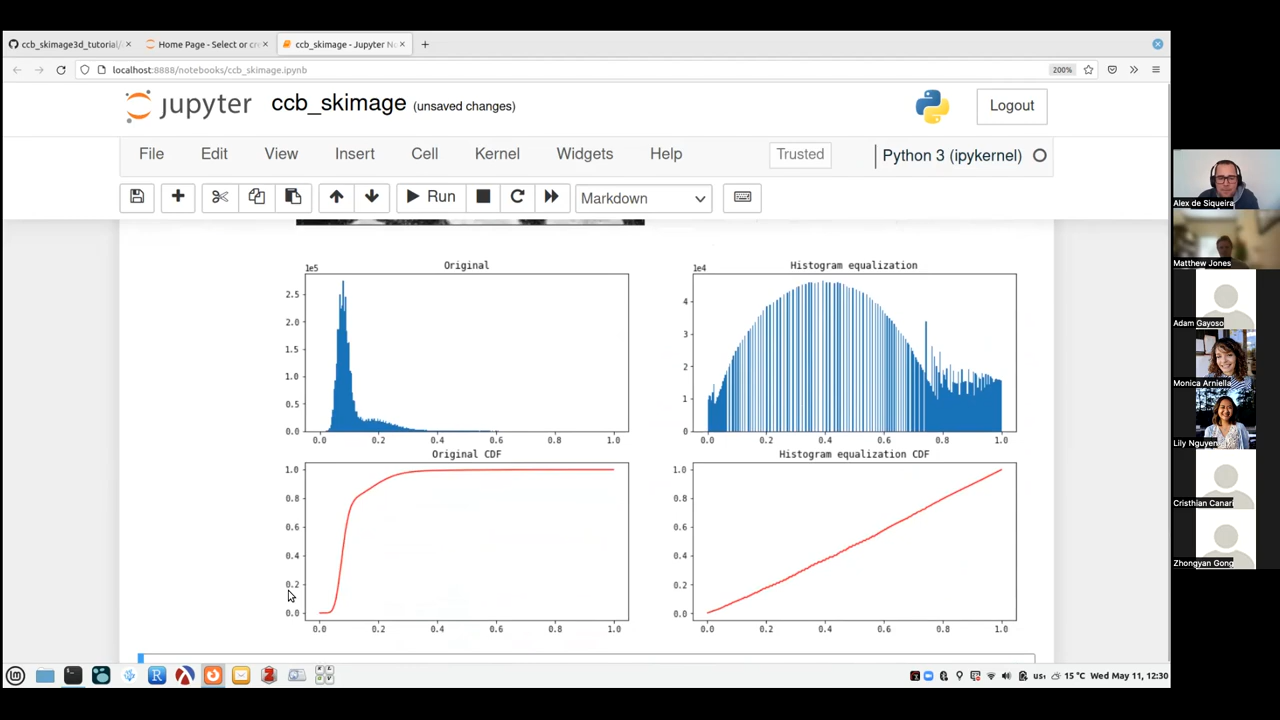 ccb_skimage3d_tutorial/
Home Page - Select or cre
ccb_skimage - Jupyter No
localhost:8888/notebooks/ccb_skimage.ipynb
200%
jupyter ccb_skimage (unsaved changes)
Logout
File Edit View Insert Cell Kernel Widgets Help
Trusted
Python 3 (ipykernel)
Run
Markdown
1e5
Original
2.5
2.0
1.5
1.0
0.5
0.0
0.0 0.2 0.4 0.6 0.8 1.0
1e4
Histogram equalization
4
3
2
1
0
0.0 0.2 0.4 0.6 0.8 1.0
Original CDF
1.0
0.8
0.6
0.4
0.2
0.0
0.0 0.2 0.4 0.6 0.8 1.0
Histogram equalization CDF
1.0
0.8
0.6
0.4
0.2
0.0
0.0 0.2 0.4 0.6 0.8 1.0
Alex de Siqueira
Matthew Jones
Adam Gayoso
Monica Arniella
Lily Nguyen
Cristhian Canari
Zhongyan Gong
15 °C Wed May 11, 12:30